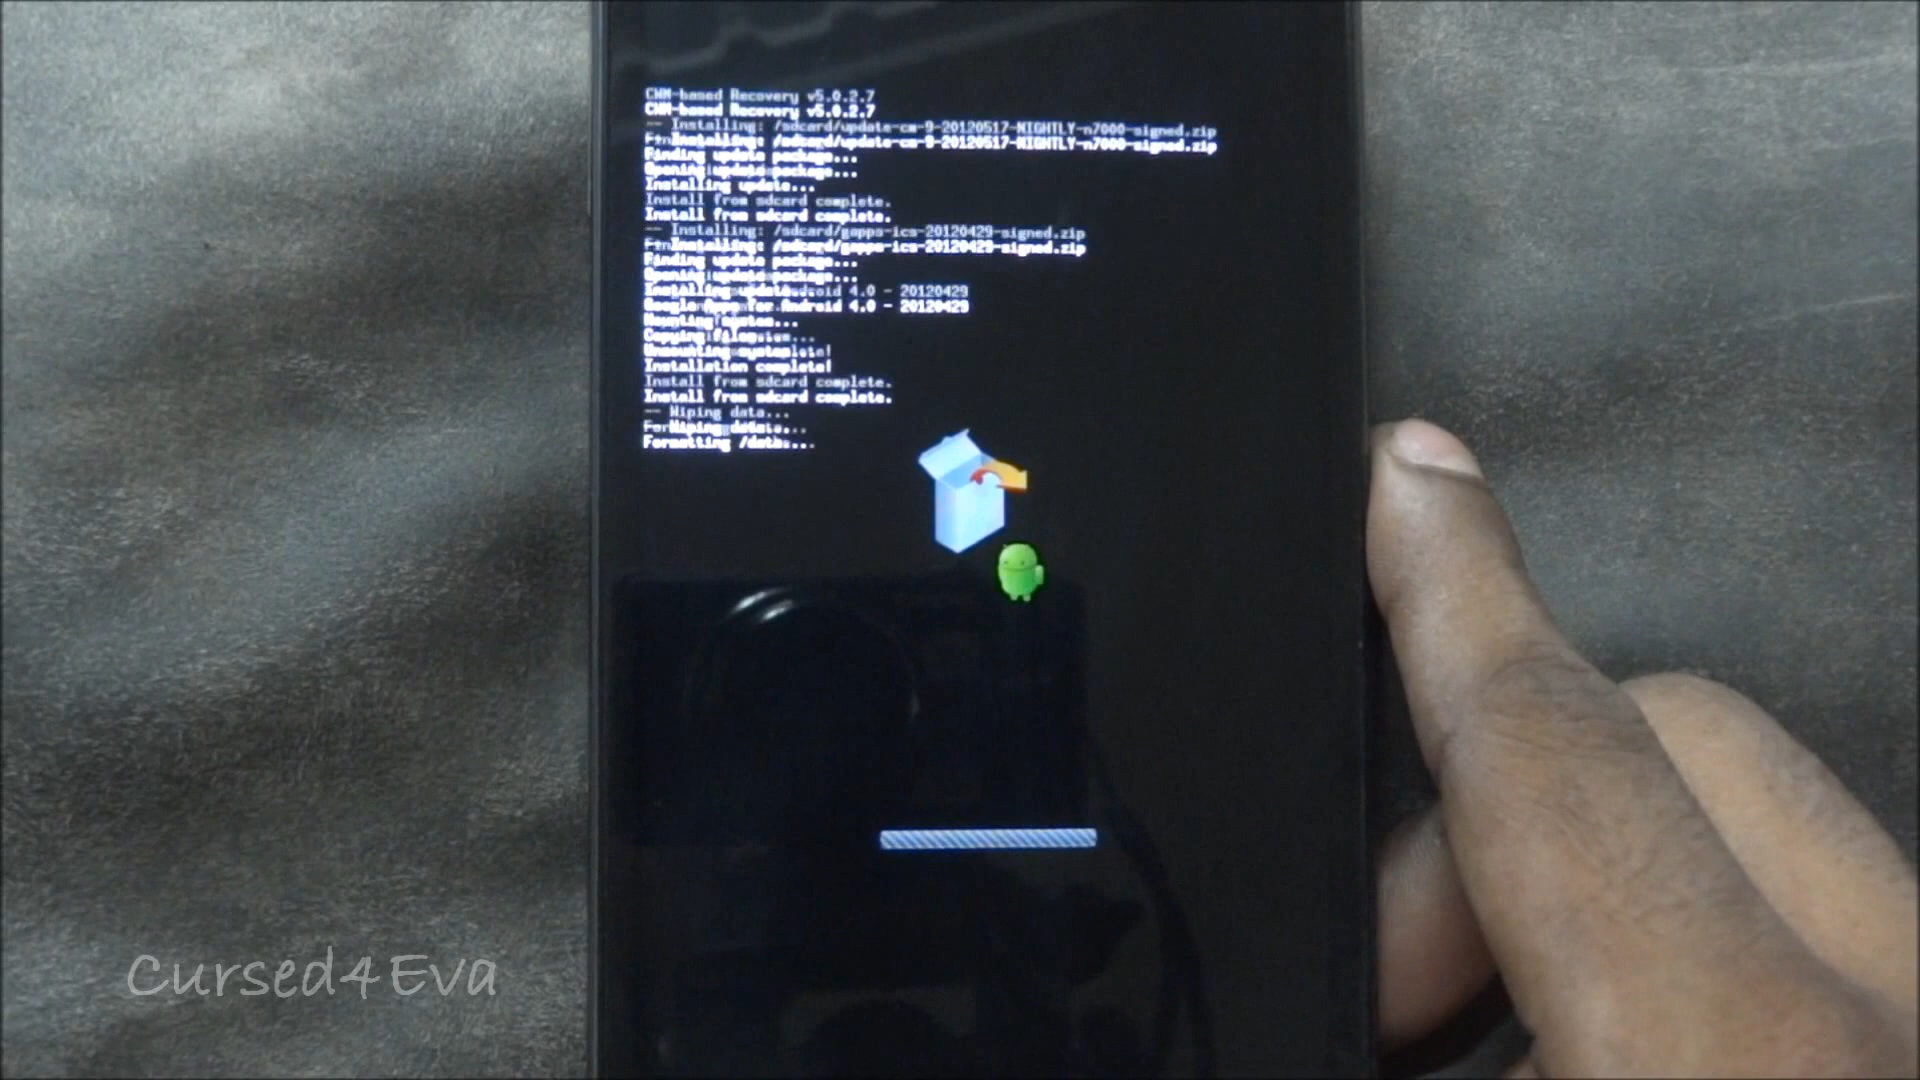 CWM-based Recovery v5.0.2.7
CWM-based Recovery v5.0.2.7
-- Installing: /sdcard/update-cm-9-20120517-NIGHTLY-n7000-signed.zip
Installing: /sdcard/update-cm-9-20120517-NIGHTLY-n7000-signed.zip
Finding update package...
Opening update package...
Installing update...
Install from sdcard complete.
Install from sdcard complete.
-- Installing: /sdcard/gapps-ics-20120429-signed.zip
Installing: /sdcard/gapps-ics-20120429-signed.zip
Finding update package...
Opening update package...
Installing update... Android 4.0 - 20120429
Google Apps for Android 4.0 - 20120429
Mounting system...
Copying files...
Unmounting system
Installation complete!
Install from sdcard complete.
Install from sdcard complete.
-- Wiping data...
Wiping data...
Formatting /data...
Cursed4Eva